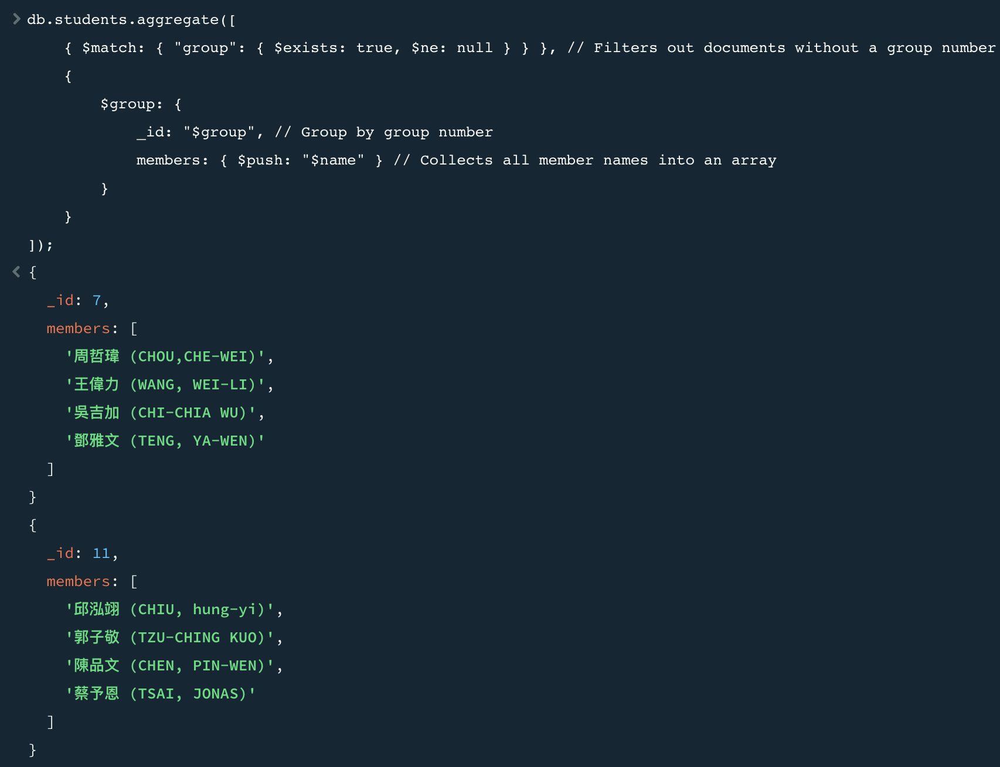 db.students.aggregate([
{ $match: { "group": { $exists: true, $ne: null } } }, // Filters out documents without a group number
{
$group: {
_id: "$group", // Group by group number
members: { $push: "$name" } // Collects all member names into an array
}
}
]);
{
_id: 7,
members: [
'周哲瑋 (CHOU,CHE-WEI)',
'王偉力 (WANG, WEI-LI)',
'吳吉加 (CHI-CHIA WU)',
'鄧雅文 (TENG, YA-WEN)'
]
}
{
_id: 11,
members: [
'邱泓翊 (CHIU, hung-yi)',
'郭子敬 (TZU-CHING KUO)',
'陳品文 (CHEN, PIN-WEN)',
'蔡予恩 (TSAI, JONAS)'
]
}